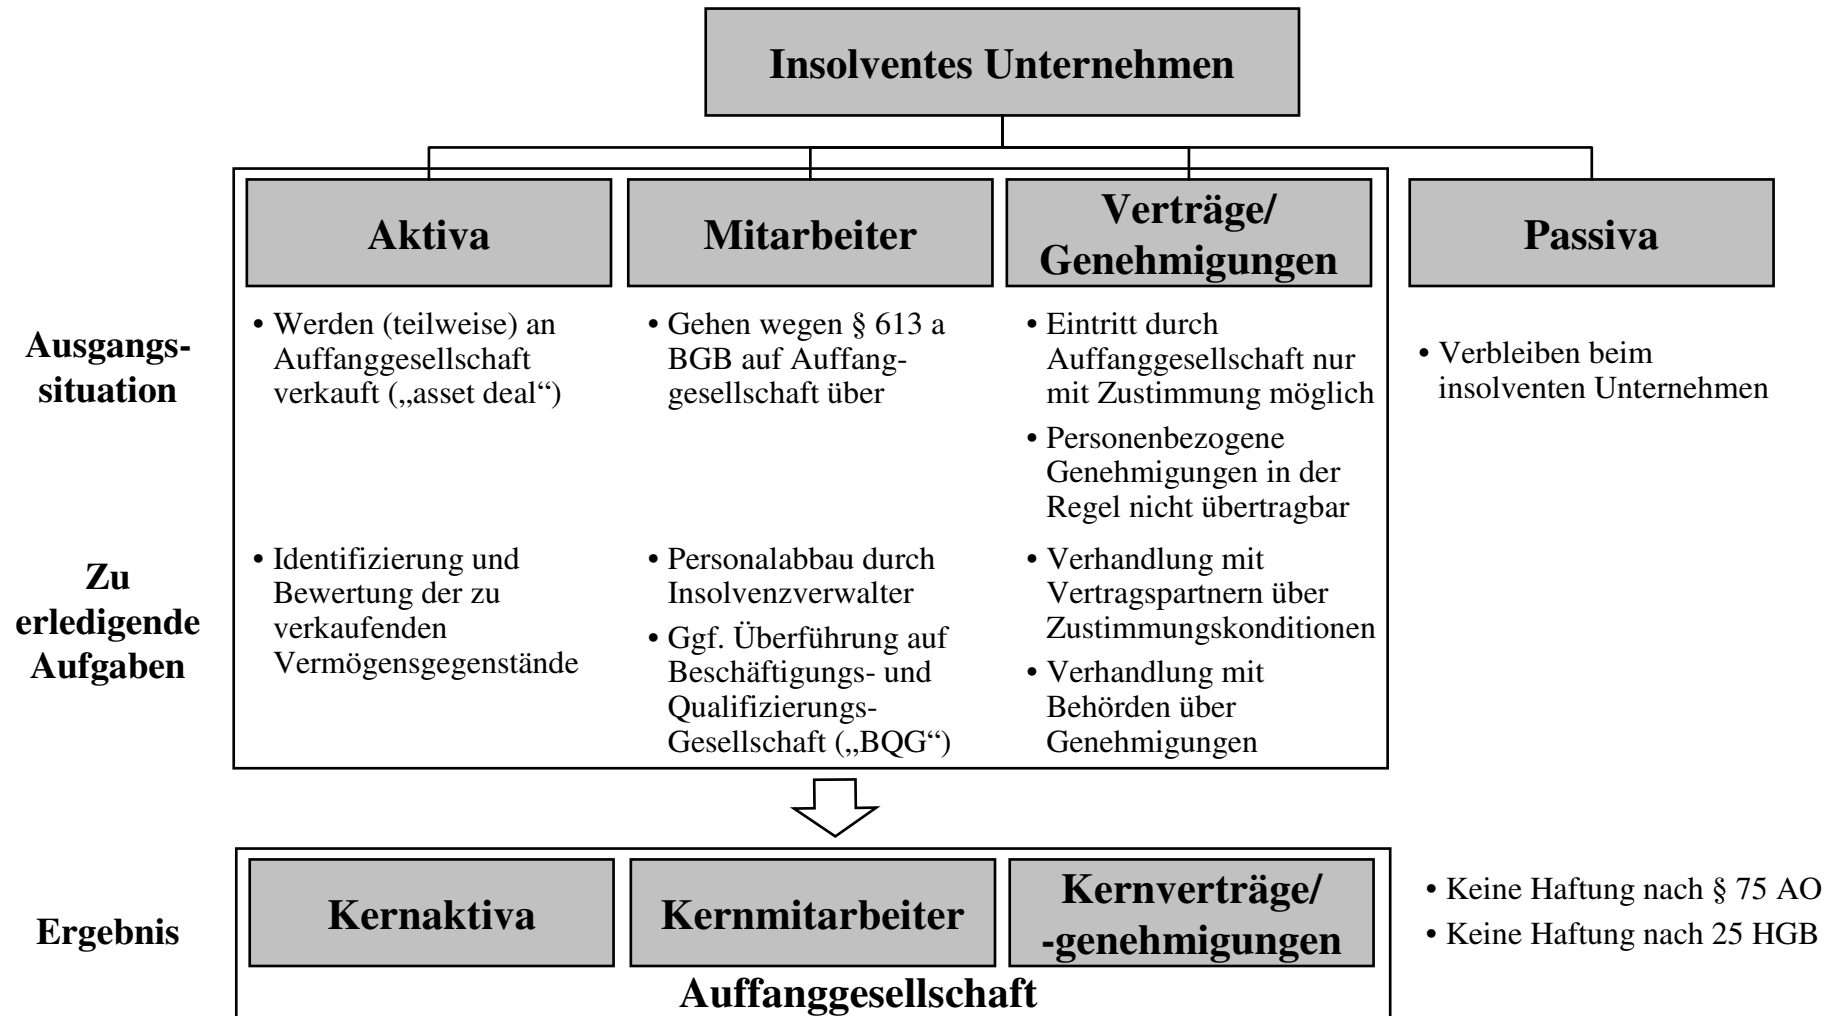 Insolventes Unternehmen
Aktiva
Mitarbeiter
Verträge/
Genehmigungen
Passiva
Ausgangs-
situation
• Werden (teilweise) an
Auffanggesellschaft
verkauft („asset deal“)
• Gehen wegen § 613 a
BGB auf Auffang-
gesellschaft über
• Eintritt durch
Auffanggesellschaft nur
mit Zustimmung möglich
• Personenbezogene
Genehmigungen in der
Regel nicht übertragbar
• Verbleiben beim
insolventen Unternehmen
Zu
erledigende
Aufgaben
• Identifizierung und
Bewertung der zu
verkaufenden
Vermögensgegenstände
• Personalabbau durch
Insolvenzverwalter
• Ggf. Überführung auf
Beschäftigungs- und
Qualifizierungs-
Gesellschaft („BQG“)
• Verhandlung mit
Vertragspartnern über
Zustimmungskonditionen
• Verhandlung mit
Behörden über
Genehmigungen
Ergebnis
Kernaktiva
Kernmitarbeiter
Kernverträge/
-genehmigungen
Auffanggesellschaft
• Keine Haftung nach § 75 AO
• Keine Haftung nach 25 HGB